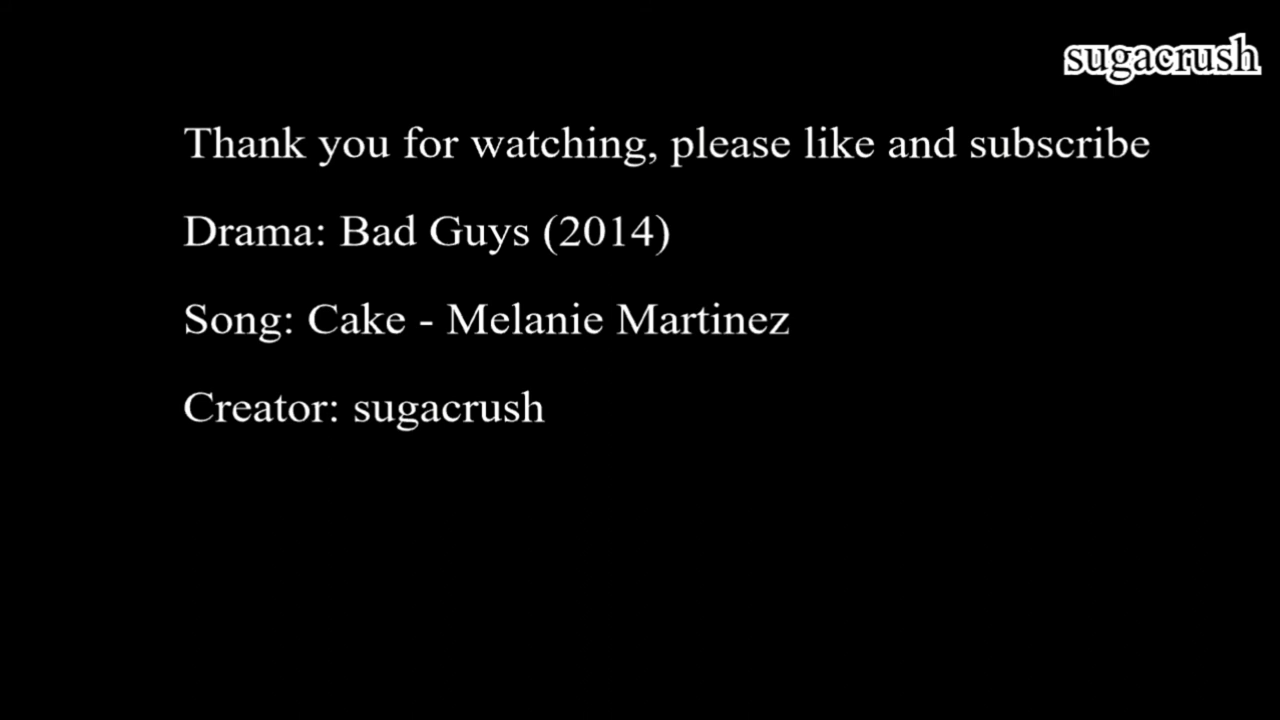 sugacrush
Thank you for watching, please like and subscribe
Drama: Bad Guys (2014)
Song: Cake - Melanie Martinez
Creator: sugacrush